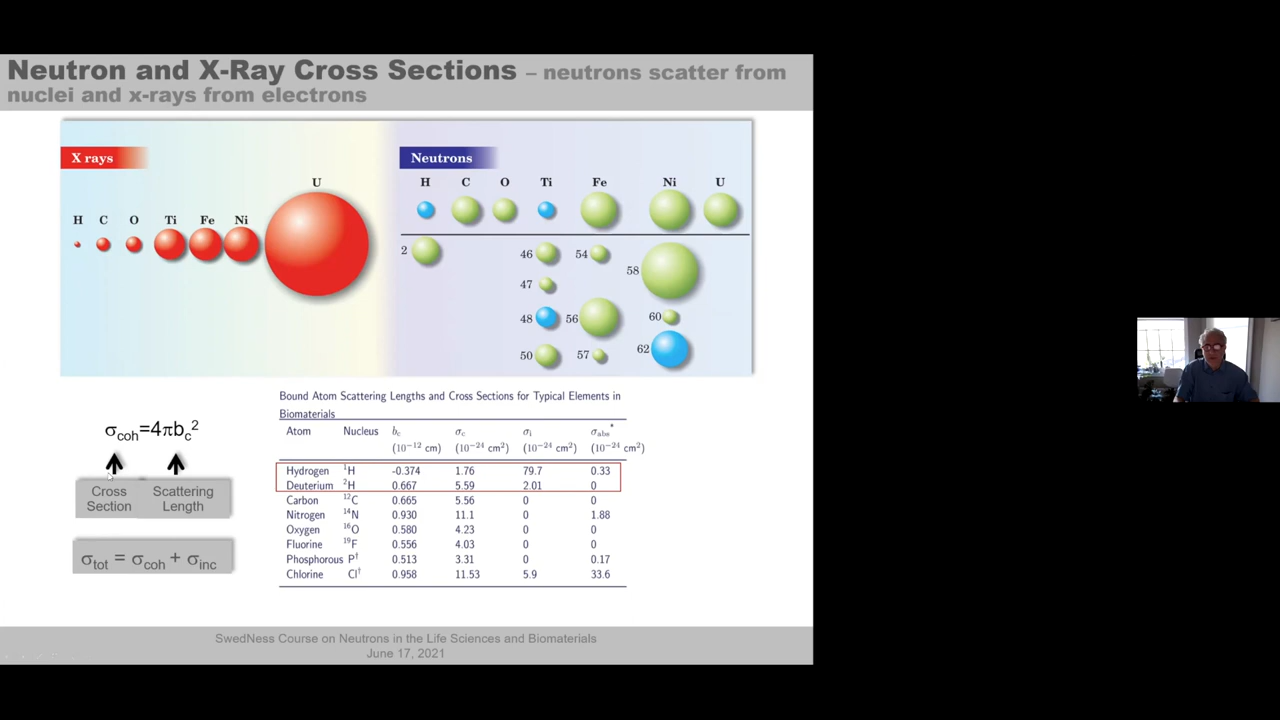 Neutron and X-Ray Cross Sections – neutrons scatter from
nuclei and x-rays from electrons
X rays
U
H C O Ti Fe Ni
Neutrons
H C O Ti Fe Ni U
2
46
47
48
50
54
56
57
58
60
62
σcoh=4πbc²
Cross
Section
Scattering
Length
σtot = σcoh + σinc
Bound Atom Scattering Lengths and Cross Sections for Typical Elements in
Biomaterials
Atom Nucleus bc σc σi σabs*
(10⁻¹² cm) (10⁻²⁴ cm²) (10⁻²⁴ cm²) (10⁻²⁴ cm²)
Hydrogen ¹H -0.374 1.76 79.7 0.33
Deuterium ²H 0.667 5.59 2.01 0
Carbon ¹²C 0.665 5.56 0 0
Nitrogen ¹⁴N 0.930 11.1 0 1.88
Oxygen ¹⁶O 0.580 4.23 0 0
Fluorine ¹⁹F 0.556 4.03 0 0
Phosphorous P† 0.513 3.31 0 0.17
Chlorine Cl† 0.958 11.53 5.9 33.6
SwedNess Course on Neutrons in the Life Sciences and Biomaterials
June 17, 2021